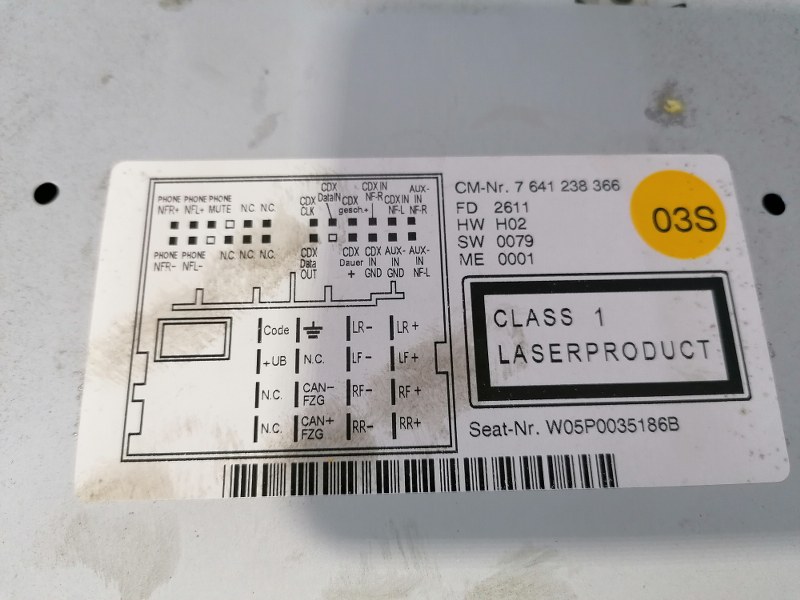 CDX CDX IN AUX-
PHONE PHONE PHONE CDX DataIN CDX NF-R CDX IN IN
NFR+ NFL+ MUTE N.C. N.C. CLK gesch.+ NF-L NF-R
PHONE PHONE N.C. N.C. N.C. CDX CDX CDX AUX- AUX-
NFR- NFL- Data Dauer IN IN IN
OUT + GND GND NF-L
Code LR- LR+
+UB N.C. LF- LF+
N.C. CAN- FZG RF- RF+
N.C. CAN+ FZG RR- RR+
CM-Nr. 7 641 238 366
FD 2611
HW H02
SW 0079
ME 0001
03S
CLASS 1
LASERPRODUCT
Seat-Nr. W05P0035186B